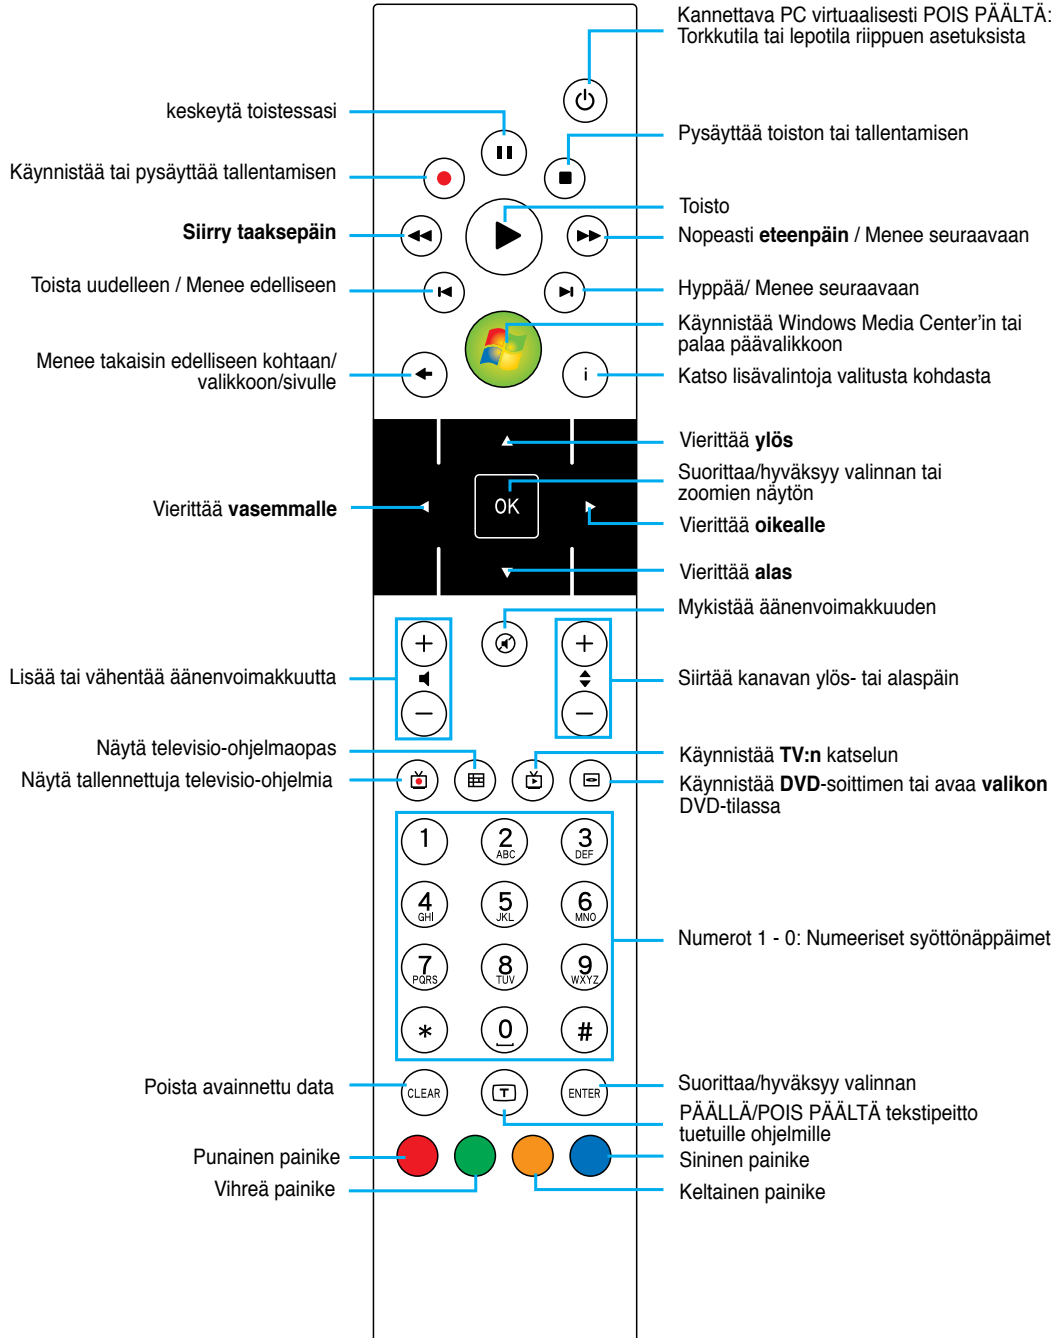 Kannettava PC virtuaalisesti POIS PÄÄLTÄ:
Torkkutila tai lepotila riippuen asetuksista
keskeytä toistessasi
Pysäyttää toiston tai tallentamisen
Käynnistää tai pysäyttää tallentamisen
Toisto
Siirry taaksepäin
Nopeasti eteenpäin / Menee seuraavaan
Toista uudelleen / Menee edelliseen
Hyppää/ Menee seuraavaan
Käynnistää Windows Media Center'in tai
palaa päävalikkoon
Menee takaisin edelliseen kohtaan/
valikkoon/sivulle
i
Katso lisävalintoja valitusta kohdasta
Vierittää ylös
Suorittaa/hyväksyy valinnan tai
zoomien näytön
Vierittää vasemmalle
OK
Vierittää oikealle
Vierittää alas
Mykistää äänenvoimakkuuden
+ +
Lisää tai vähentää äänenvoimakkuutta
Siirtää kanavan ylös- tai alaspäin
− −
Näytä televisio-ohjelmaopas
Käynnistää TV:n katselun
Näytä tallennettuja televisio-ohjelmia
Käynnistää DVD-soittimen tai avaa valikon
DVD-tilassa
1 2 3
ABC DEF
4 5 6
GHI JKL MNO
Numerot 1 - 0: Numeeriset syöttönäppäimet
7 8 9
PQRS TUV WXYZ
* 0 #
Poista avainnettu data
CLEAR T ENTER
Suorittaa/hyväksyy valinnan
PÄÄLLÄ/POIS PÄÄLTÄ tekstipeitto
tuetuille ohjelmille
Punainen painike
Sininen painike
Vihreä painike
Keltainen painike